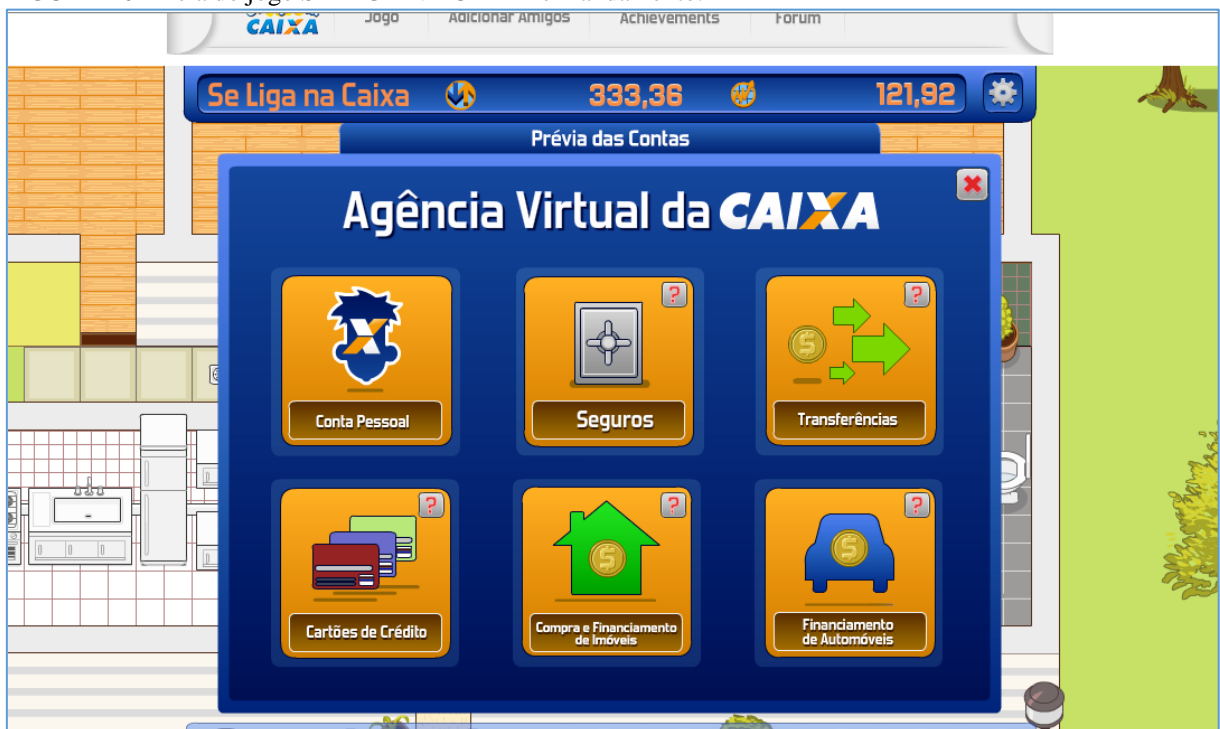 CAIXA
Jogo
Adicionar Amigos
Achievements
Forum
Se Liga na Caixa
333,36
121,92
Prévia das Contas
Agência Virtual da CAIXA
Conta Pessoal
?
Seguros
?
Transferências
?
Cartões de Crédito
?
Compra e Financiamento
de Imóveis
?
Financiamento
de Automóveis